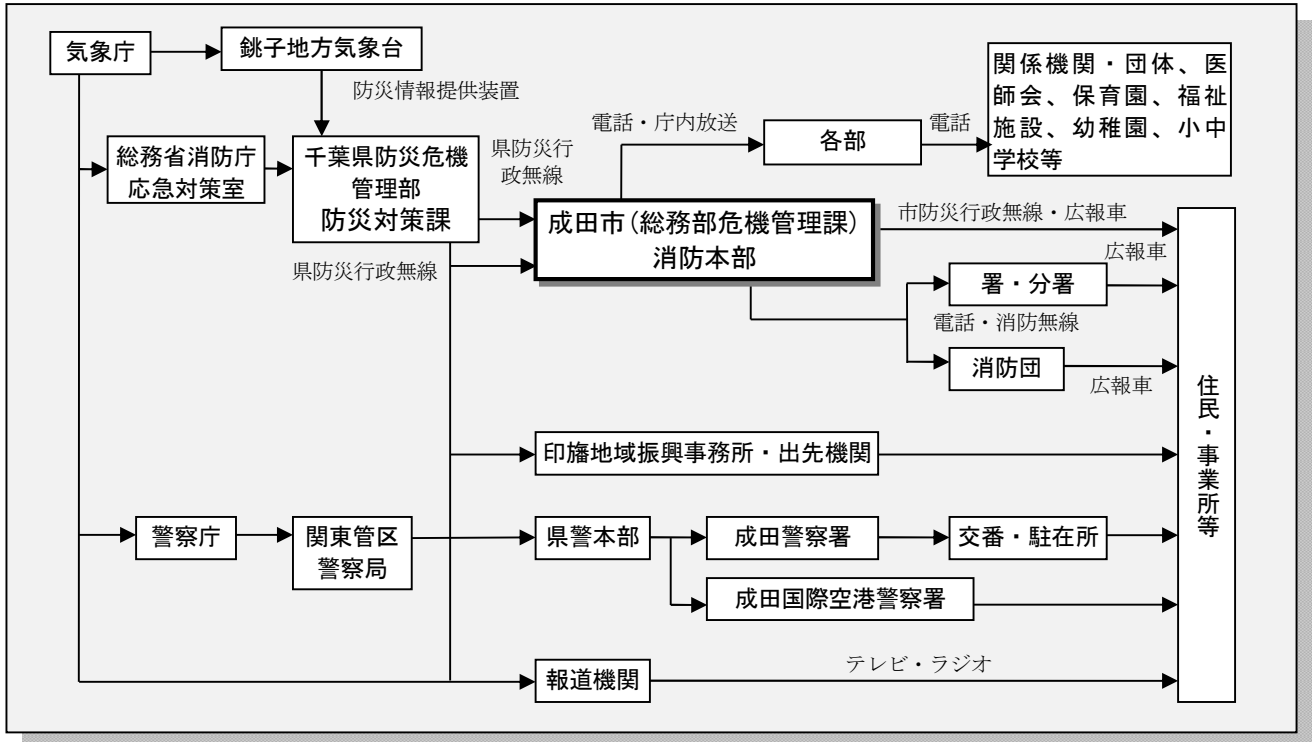 気象庁
銚子地方気象台
防災情報提供装置
関係機関・団体、医
師会、保育園、福祉
施設、幼稚園、小中
学校等
電話・庁内放送
各部
電話
総務省消防庁
応急対策室
千葉県防災危機
管理部
防災対策課
県防災行
政無線
県防災行政無線
成田市(総務部危機管理課)
消防本部
市防災行政無線・広報車
広報車
署・分署
電話・消防無線
消防団
広報車
住民・事業所等
印旛地域振興事務所・出先機関
警察庁
関東管区
警察局
県警本部
成田警察署
交番・駐在所
成田国際空港警察署
報道機関
テレビ・ラジオ